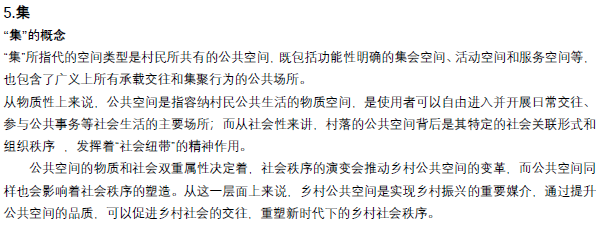 5.集
“集”的概念
“集”所指代的空间类型是村民所共有的公共空间，既包括功能性明确的集会空间、活动空间和服务空间等，
也包含了广义上所有承载交往和集聚行为的公共场所。
从物质性上来说，公共空间是指容纳村民公共生活的物质空间，是使用者可以自由进入并开展日常交往、
参与公共事务等社会生活的主要场所；而从社会性来讲，村落的公共空间背后是其特定的社会关联形式和
组织秩序 ，发挥着“社会纽带”的精神作用。
公共空间的物质和社会双重属性决定着，社会秩序的演变会推动乡村公共空间的变革，而公共空间同
样也会影响着社会秩序的塑造。从这一层面上来说，乡村公共空间是实现乡村振兴的重要媒介，通过提升
公共空间的品质，可以促进乡村社会的交往，重塑新时代下的乡村社会秩序。